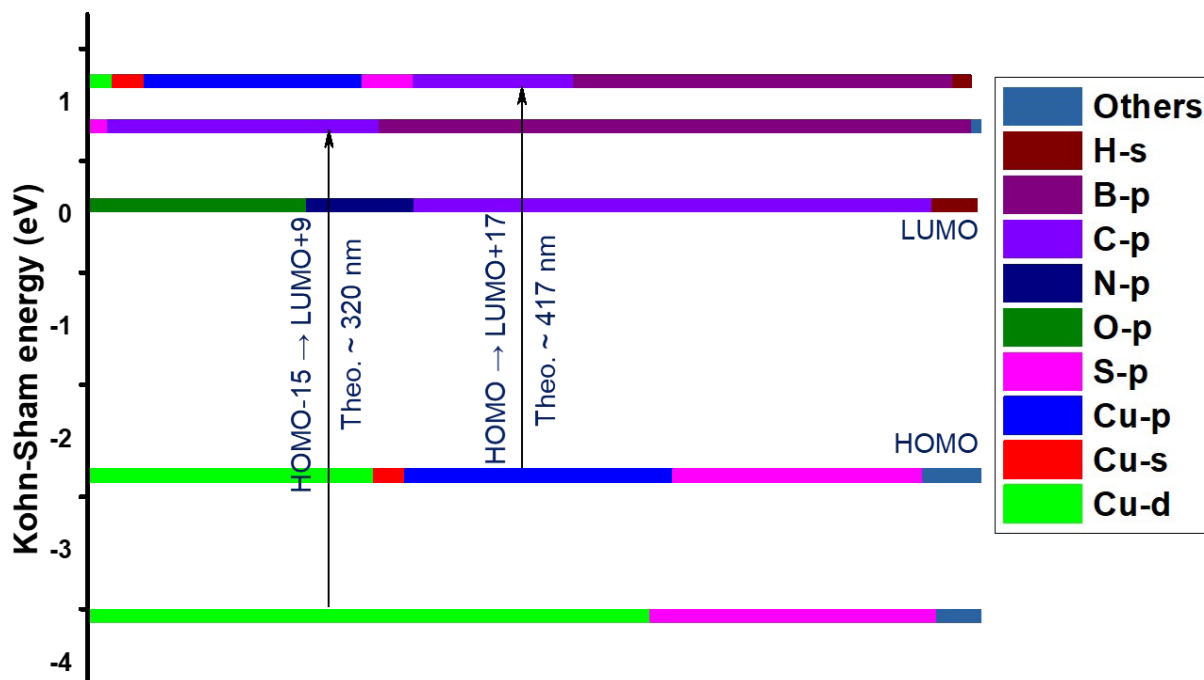 Kohn-Sham energy (eV)
1
0
-1
-2
-3
-4
HOMO-15 → LUMO+9
Theo. ~ 320 nm
HOMO → LUMO+17
Theo. ~ 417 nm
LUMO
HOMO
Others
H-s
B-p
C-p
N-p
O-p
S-p
Cu-p
Cu-s
Cu-d